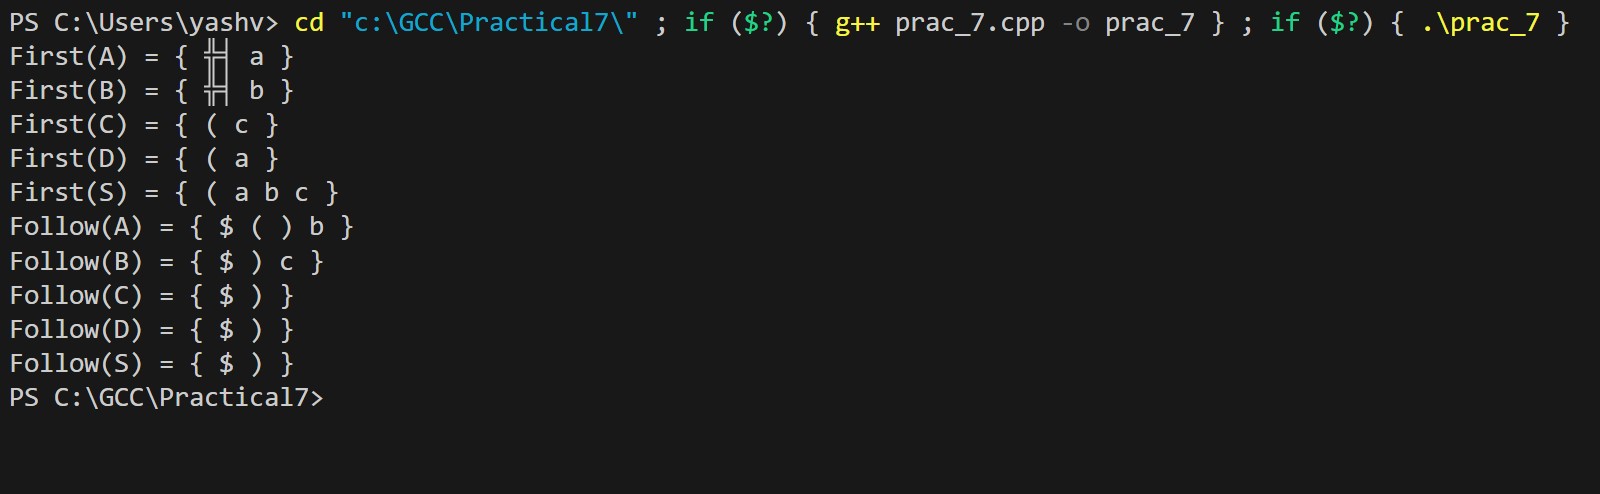 PS C:\Users\yashv> cd "c:\GCC\Practical7\" ; if ($?) { g++ prac_7.cpp -o prac_7 } ; if ($?) { .\prac_7 }
First(A) = { ╬╡ a }
First(B) = { ╬╡ b }
First(C) = { ( c }
First(D) = { ( a }
First(S) = { ( a b c }
Follow(A) = { $ ( ) b }
Follow(B) = { $ ) c }
Follow(C) = { $ ) }
Follow(D) = { $ ) }
Follow(S) = { $ ) }
PS C:\GCC\Practical7>